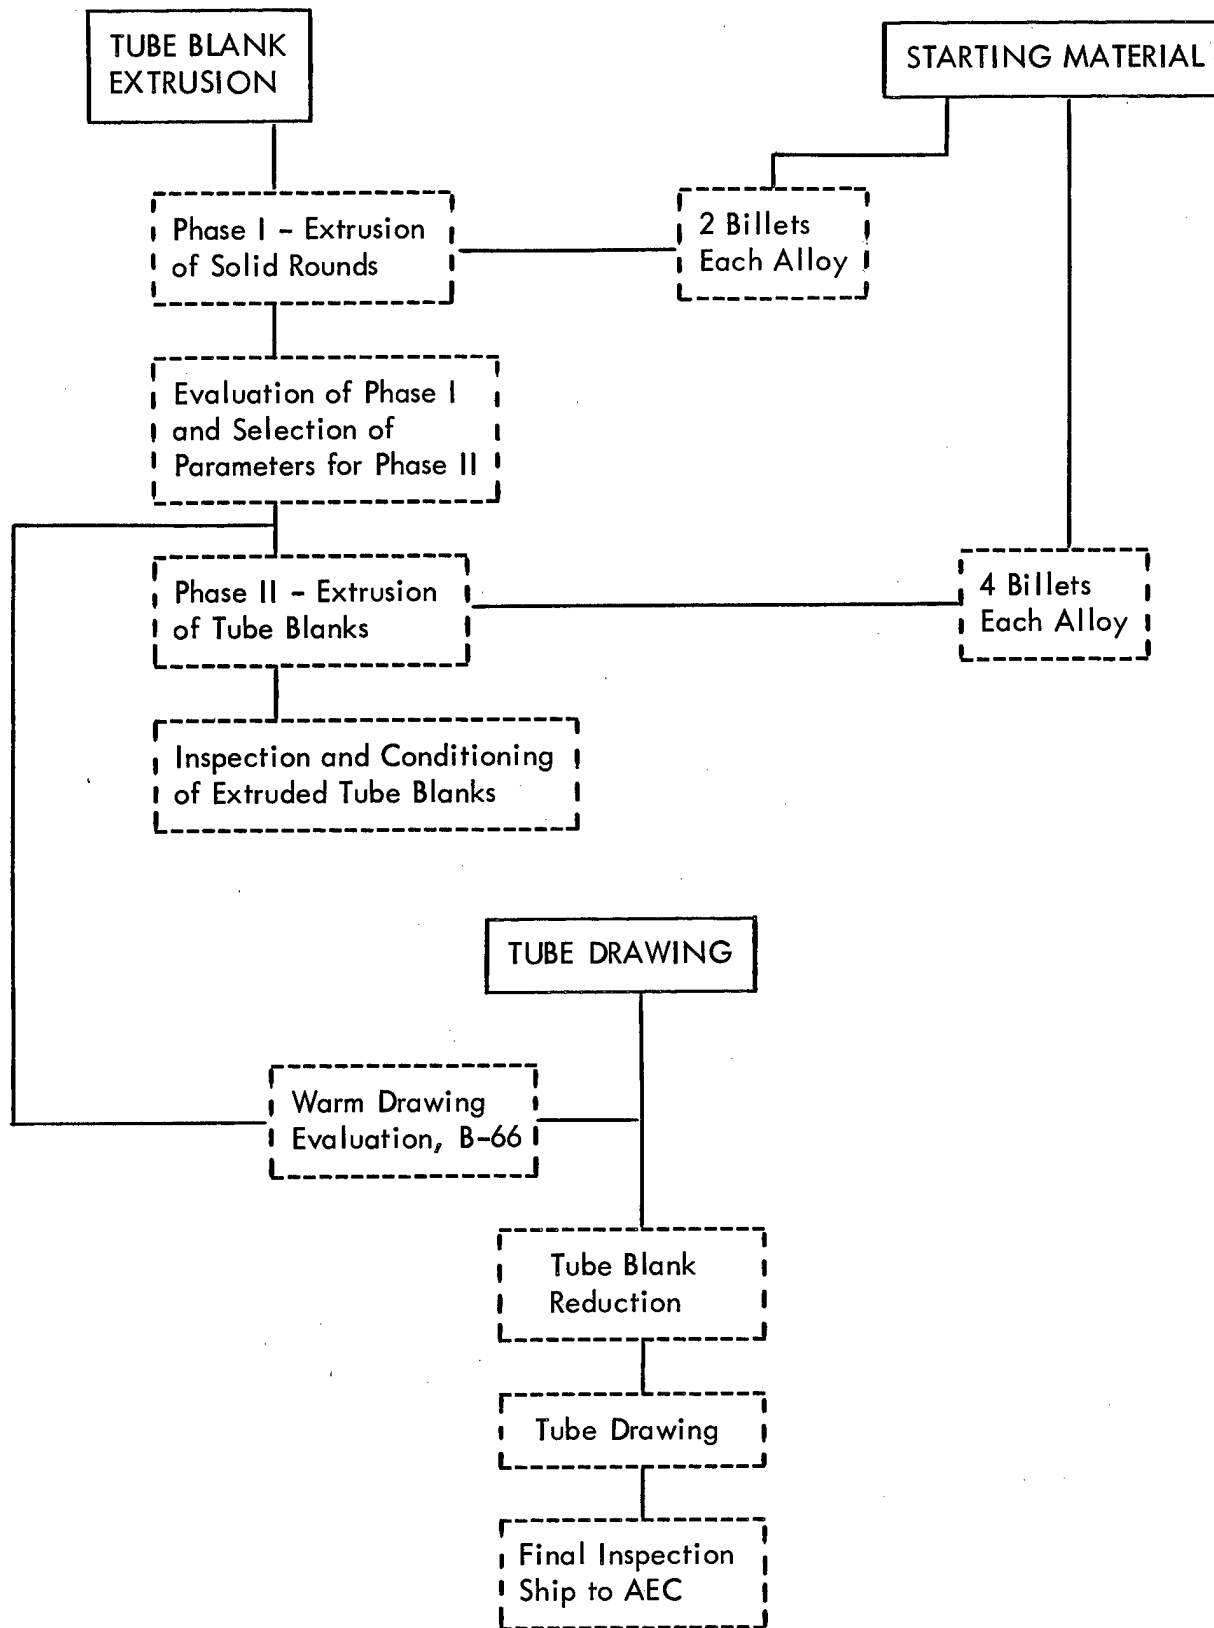 TUBE BLANK
EXTRUSION
STARTING MATERIAL
Phase I - Extrusion
of Solid Rounds
2 Billets
Each Alloy
Evaluation of Phase I
and Selection of
Parameters for Phase II
Phase II - Extrusion
of Tube Blanks
4 Billets
Each Alloy
Inspection and Conditioning
of Extruded Tube Blanks
TUBE DRAWING
Warm Drawing
Evaluation, B-66
Tube Blank
Reduction
Tube Drawing
Final Inspection
Ship to AEC